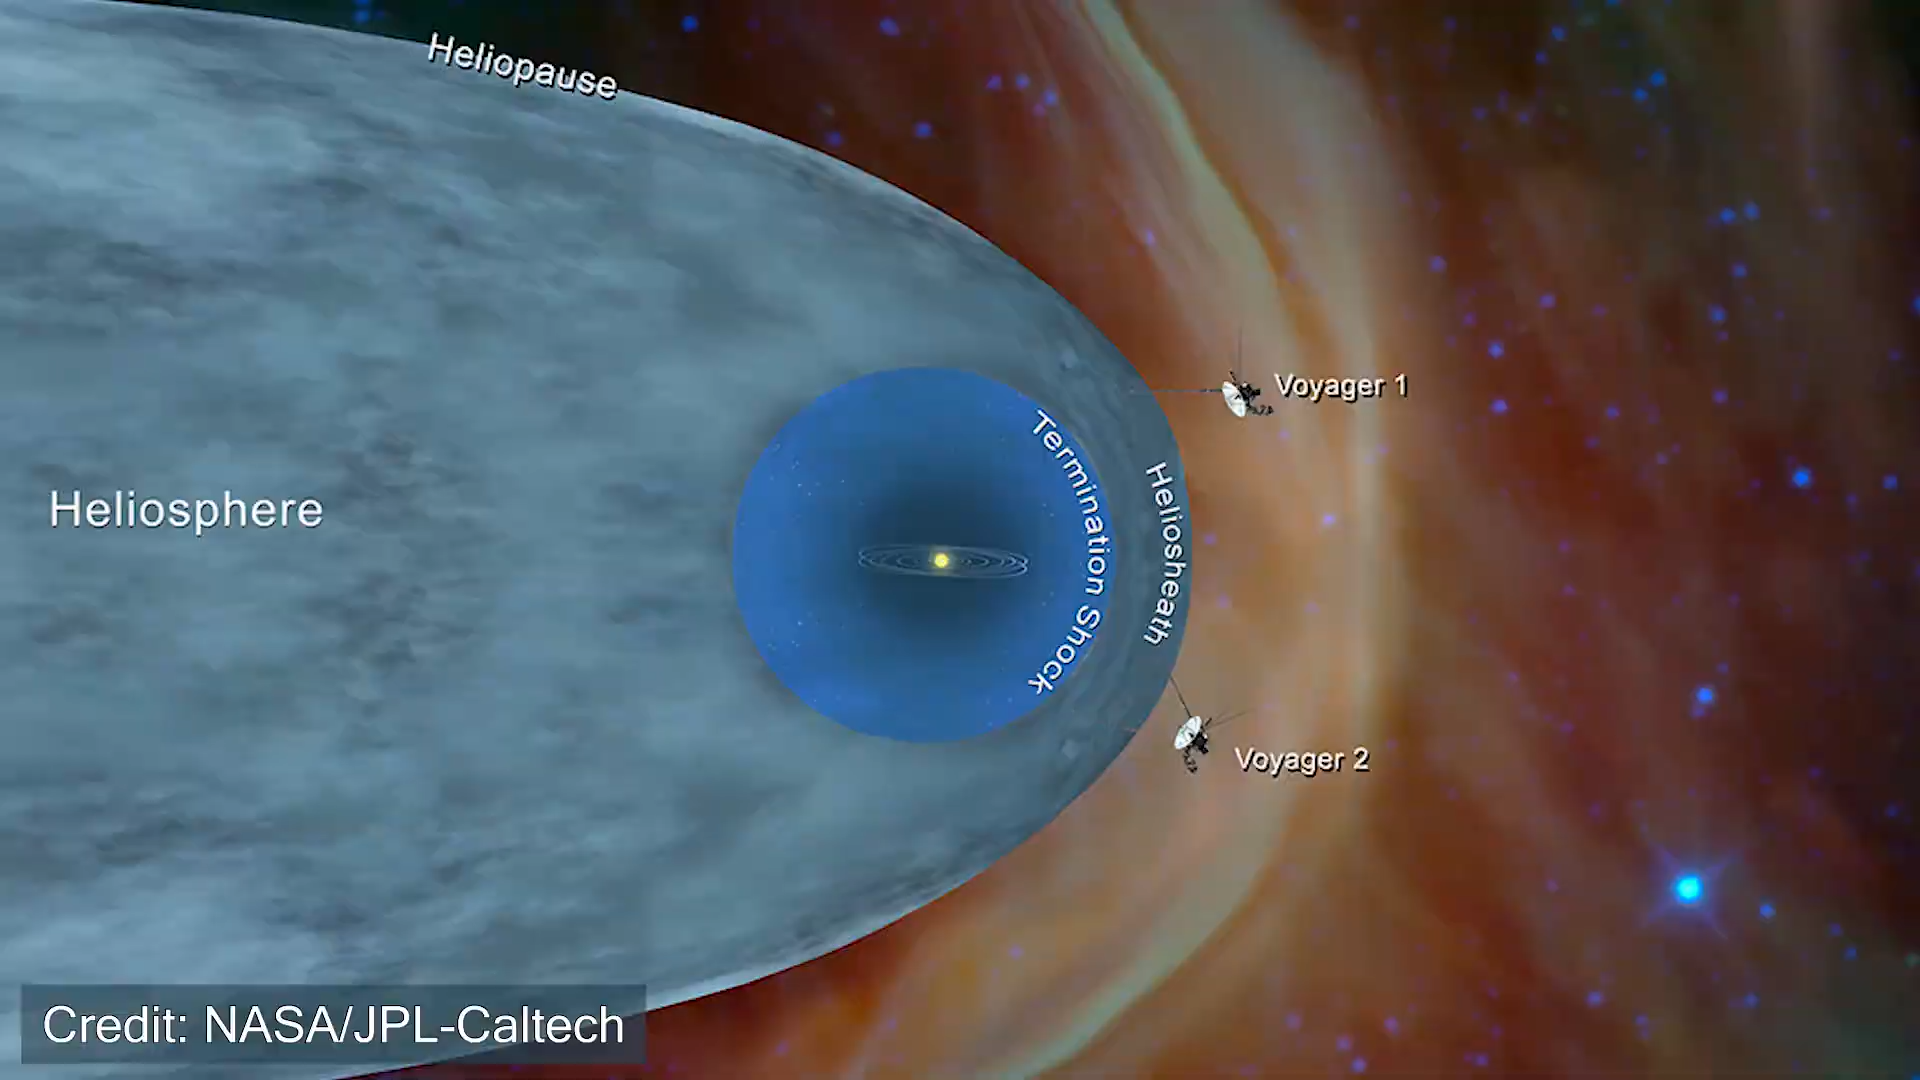 Heliopause
Voyager 1
Termination Shock
Heliosheath
Heliosphere
Voyager 2
Credit: NASA/JPL-Caltech